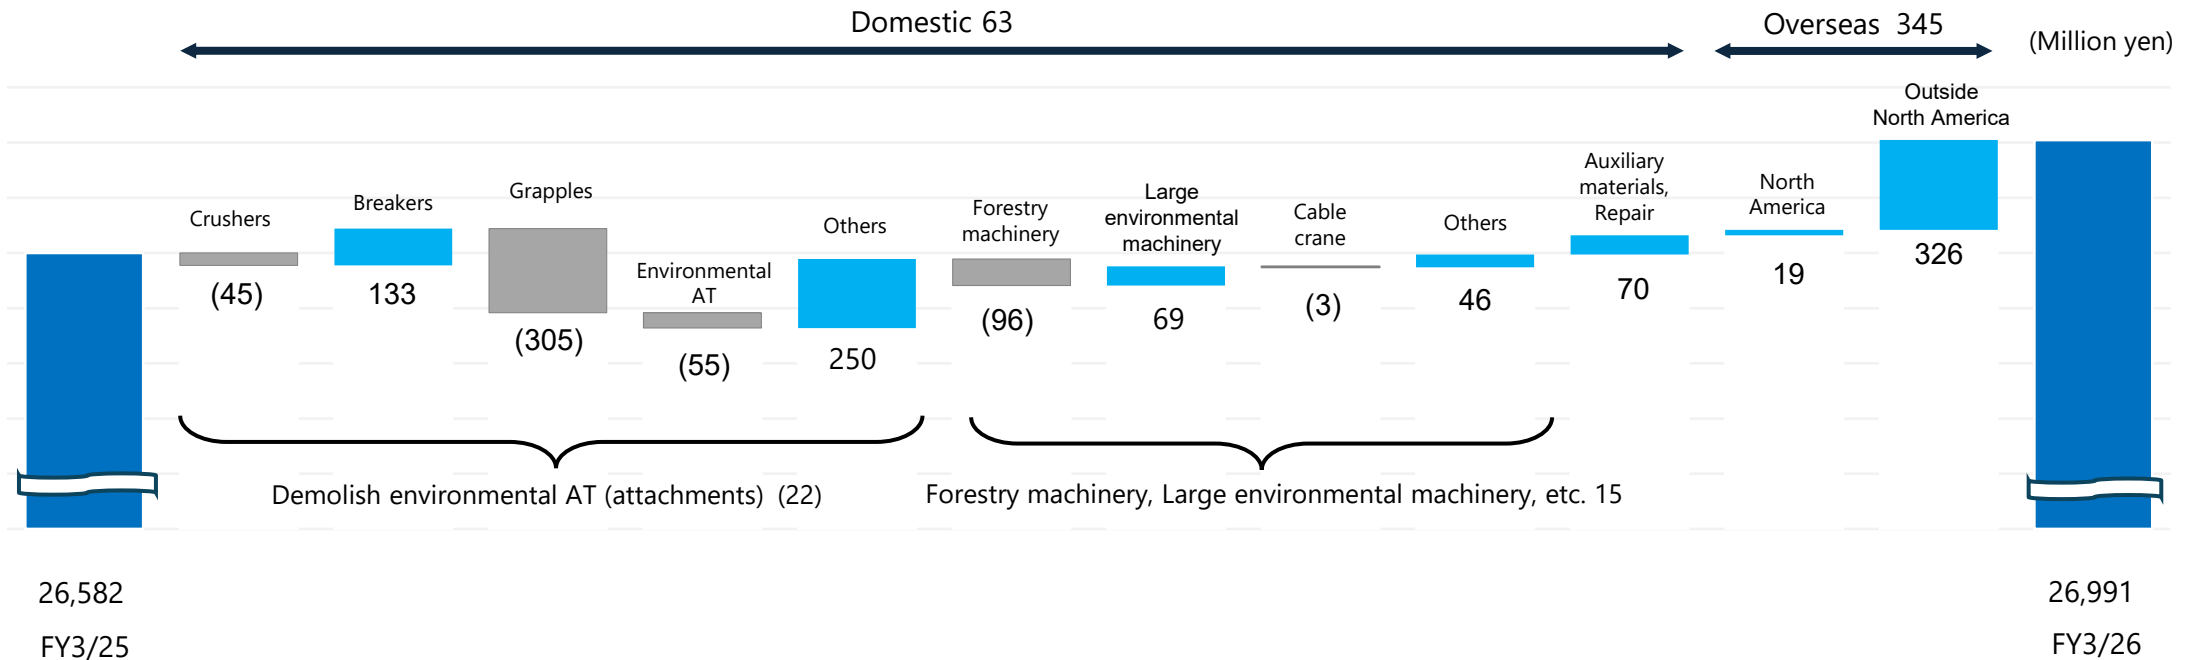 Domestic 63
Overseas 345
(Million yen)
Crushers
(45)
Breakers
133
Grapples
(305)
Environmental
AT
(55)
Others
250
Forestry
machinery
(96)
Large
environmental
machinery
69
Cable
crane
(3)
Others
46
Auxiliary
materials,
Repair
70
North
America
19
Outside
North America
326
Demolish environmental AT (attachments) (22)
Forestry machinery, Large environmental machinery, etc. 15
26,582
FY3/25
26,991
FY3/26